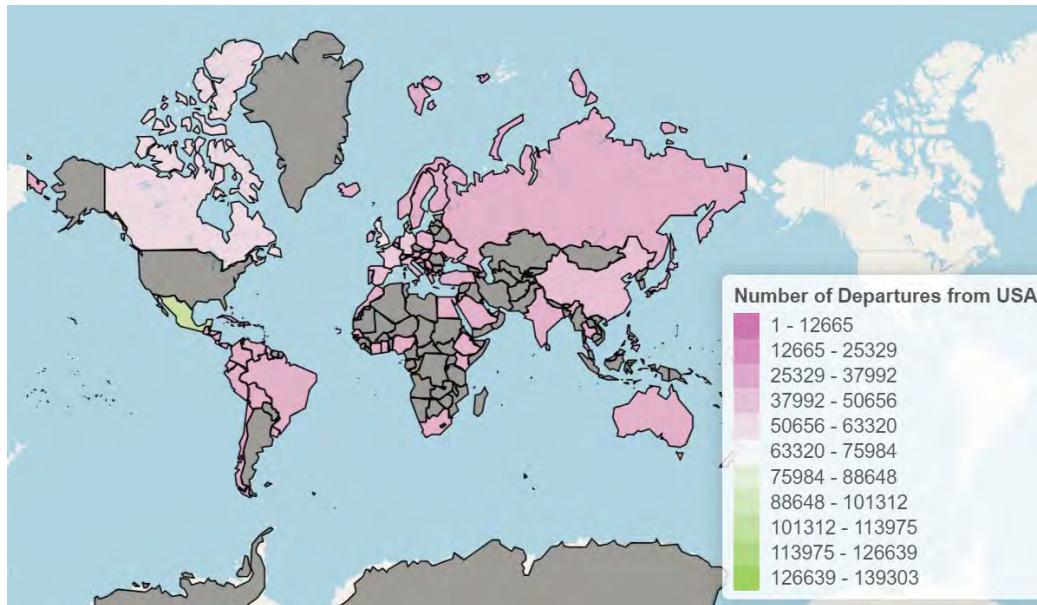 Number of Departures from USA
1 - 12665
12665 - 25329
25329 - 37992
37992 - 50656
50656 - 63320
63320 - 75984
75984 - 88648
88648 - 101312
101312 - 113975
113975 - 126639
126639 - 139303